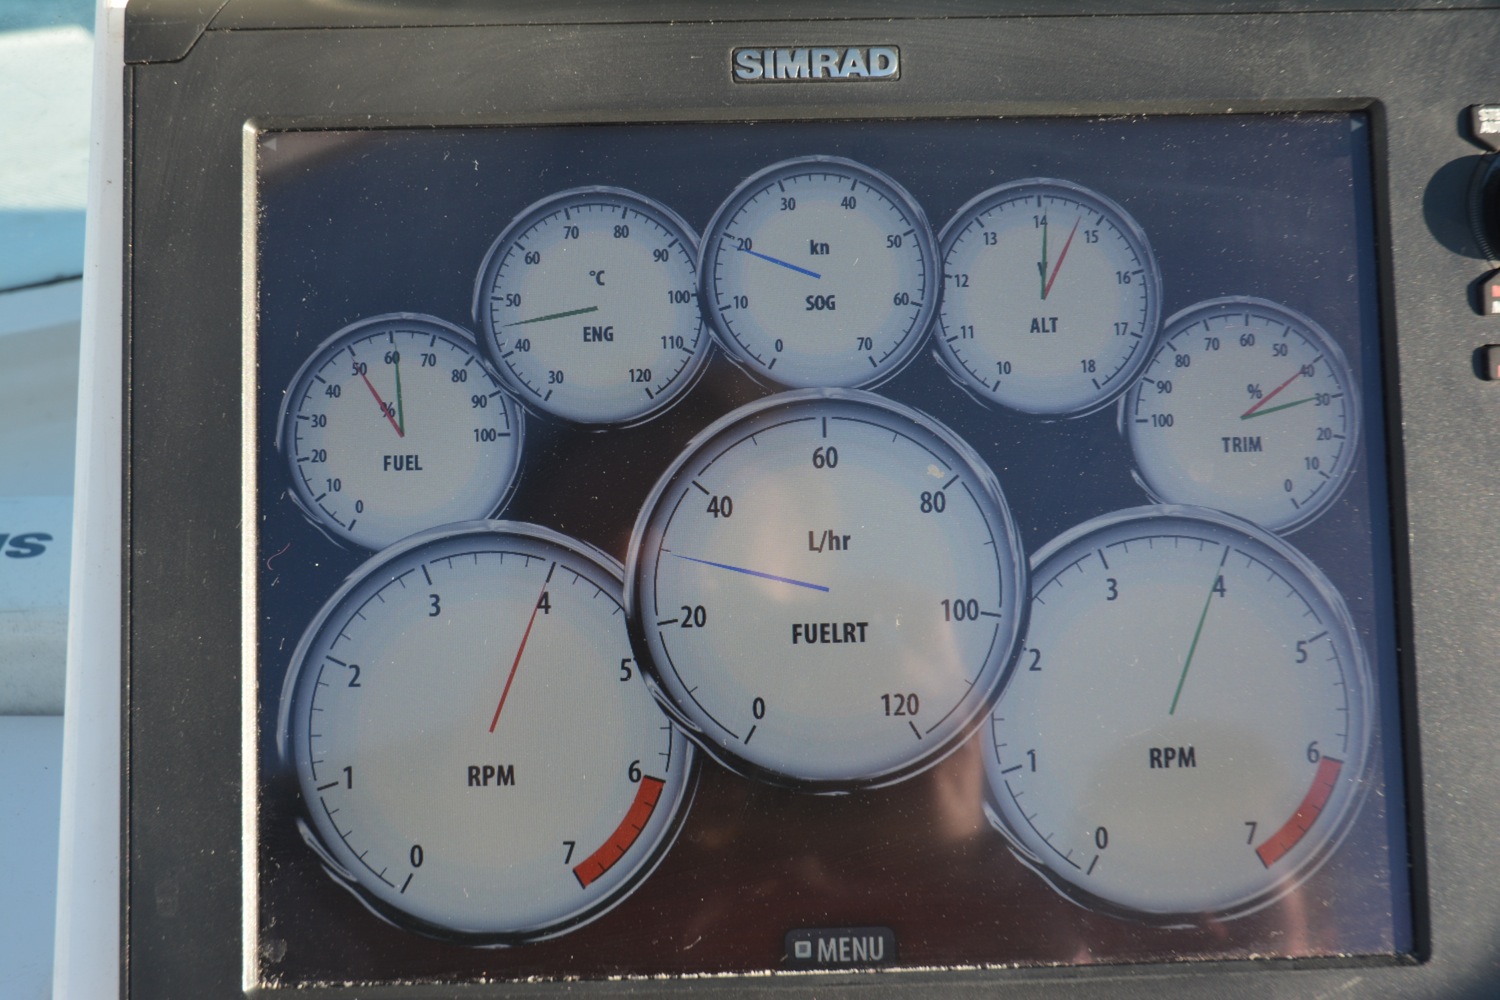 SIMRAD
0 10 20 30 40 50 60 70 80 90 100
%
FUEL
30 40 50 60 70 80 90 100 110 120
°C
ENG
0 10 20 30 40 50 60 70
kn
SOG
10 11 12 13 14 15 16 17 18
V
ALT
100 90 80 70 60 50 40 30 20 10 0
%
TRIM
0 1 2 3 4 5 6 7
RPM
0 20 40 60 80 100 120
L/hr
FUELRT
0 1 2 3 4 5 6 7
RPM
MENU